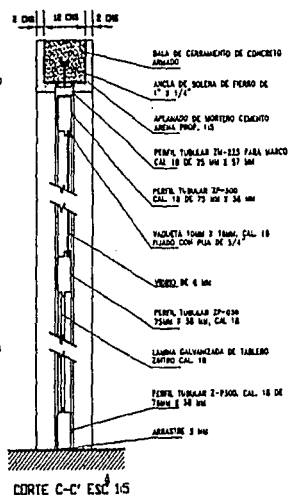 2 CMS 12 CMS 2 CMS
BALA DE CERRAMIENTO DE CONCRETO
ARMADO
ANCLA DE SOLERA DE FIERRO DE
1" X 1/4"
APLANADO DE MORTERO CEMENTO
ARENA PROP. 1:5
PERFIL TUBULAR ZM-225 PARA MARCO
CAL 18 DE 25 MM X 57 MM
PERFIL TUBULAR ZP-300
CAL. 18 DE 75 MM X 38 MM
VAQUETA 10MM X 18MM, CAL. 18
FIJADO CON PIJA DE 3/4"
VIDRIO DE 6 MM
PERFIL TUBULAR ZP-030
75MM X 38 MM, CAL 18
LAMINA GALVANIZADA DE TABLERO
ZINTRO CAL. 18
PERFIL TUBULAR Z-P300, CAL. 18 DE
75MM X 38 MM
ARRASTRE 5 MM
CORTE C-C' ESC 1:5